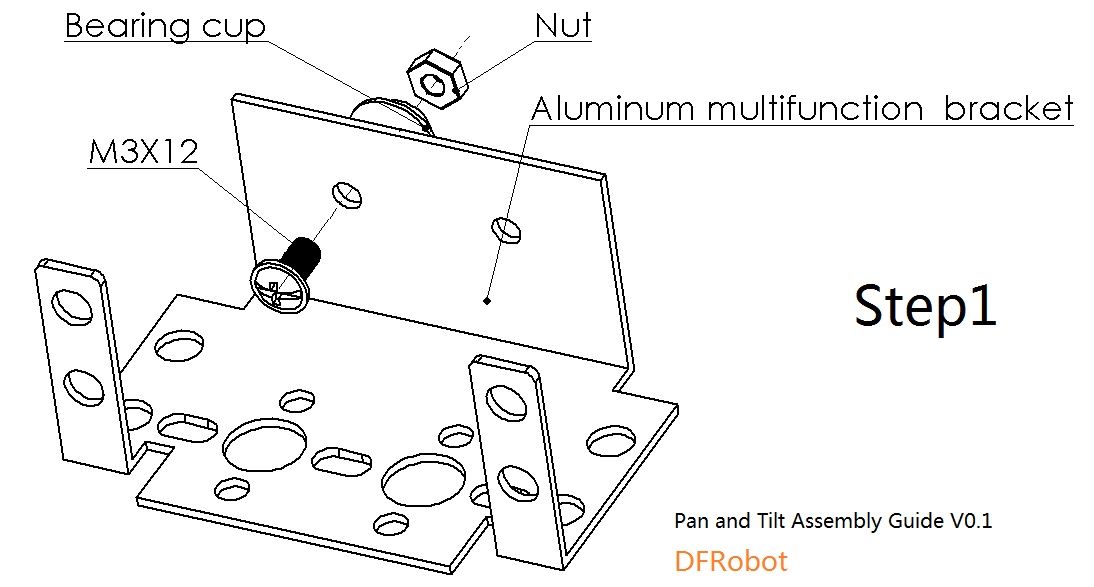 Bearing cup
Nut
Aluminum multifunction bracket
M3X12
Step1
Pan and Tilt Assembly Guide V0.1
DFRobot